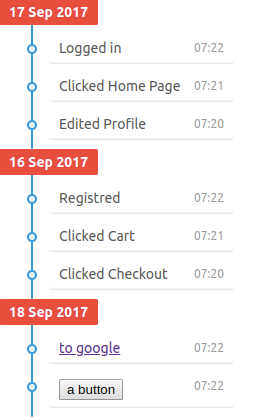 17 Sep 2017
Logged in 07:22
Clicked Home Page 07:21
Edited Profile 07:20
16 Sep 2017
Registred 07:22
Clicked Cart 07:21
Clicked Checkout 07:20
18 Sep 2017
to google 07:22
a button 07:22